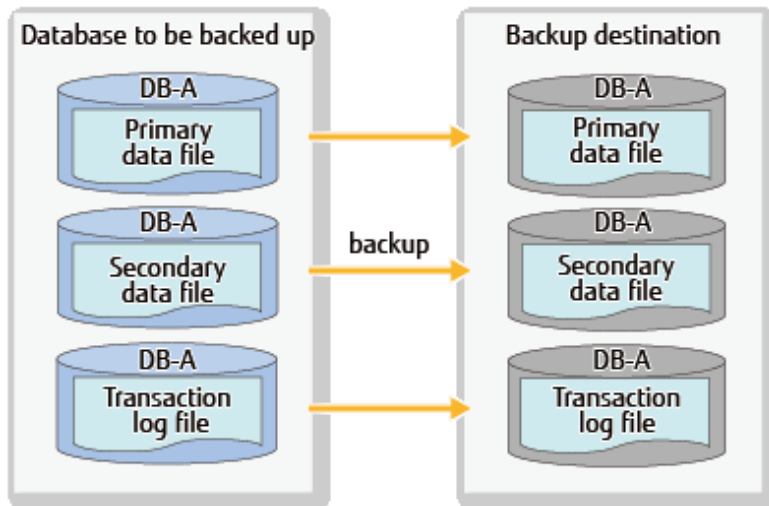 Database to be backed up
DB-A
Primary
data file
DB-A
Secondary
data file
DB-A
Transaction
log file
backup
Backup destination
DB-A
Primary
data file
DB-A
Secondary
data file
DB-A
Transaction
log file